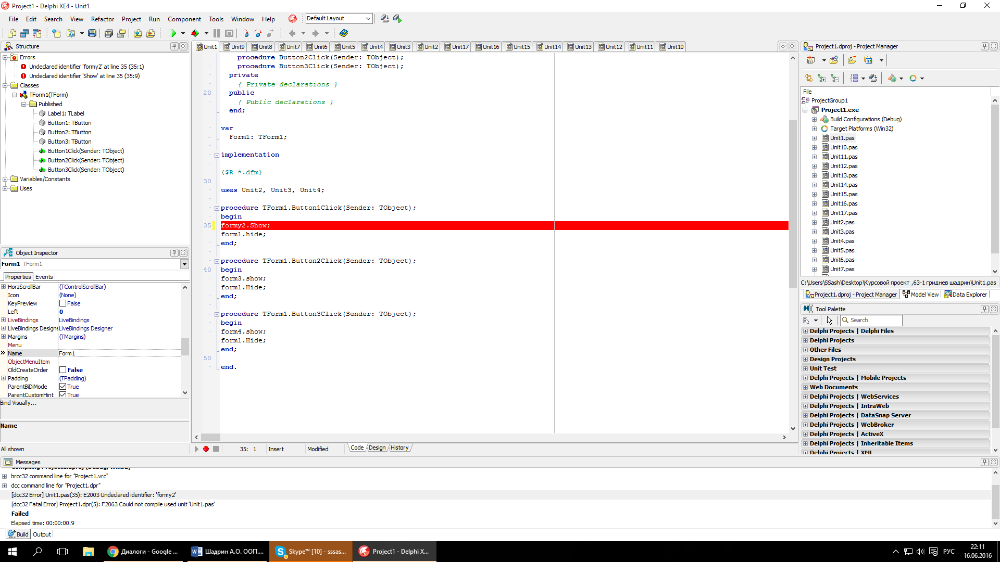 Project1 - Delphi XE4 - Unit1
File Edit Search View Refactor Project Run Component Tools Window Help Default Layout
Structure
Errors
Undeclared identifier 'formy2' at line 35 (35:1)
Undeclared identifier 'Show' at line 35 (35:9)
Classes
TForm1(TForm)
Published
Label1: TLabel
Button1: TButton
Button2: TButton
Button3: TButton
Button1Click(Sender: TObject)
Button2Click(Sender: TObject)
Button3Click(Sender: TObject)
Variables/Constants
Uses
Object Inspector
Form1 TForm1
Properties Events
HorzScrollBar (TControlScrollBar)
Icon (None)
KeyPreview False
Left 0
LiveBindings LiveBindings
LiveBindings Designe LiveBindings Designer
Margins (TMargins)
Menu
Name Form1
ObjectMenuItem
OldCreateOrder False
Padding (TPadding)
ParentBiDiMode True
ParentCustomHint True
Bind Visually...
Name
All shown
Unit1 Unit9 Unit8 Unit7 Unit6 Unit5 Unit4 Unit3 Unit2 Unit17 Unit16 Unit15 Unit14 Unit13 Unit12 Unit11 Unit10
procedure Button2Click(Sender: TObject);
procedure Button3Click(Sender: TObject);
private
{ Private declarations }
20 public
{ Public declarations }
end;
var
Form1: TForm1;
implementation
{$R *.dfm}
30
uses Unit2, Unit3, Unit4;
procedure TForm1.Button1Click(Sender: TObject);
begin
35 formy2.Show;
form1.hide;
end;
procedure TForm1.Button2Click(Sender: TObject);
40 begin
form3.show;
form1.Hide;
end;
procedure TForm1.Button3Click(Sender: TObject);
begin
form4.show;
form1.Hide;
end;
50
end.
35: 1 Insert Modified Code Design History
Project1.dproj - Project Manager
File
ProjectGroup1
Project1.exe
Build Configurations (Debug)
Target Platforms (Win32)
Unit1.pas
Unit10.pas
Unit11.pas
Unit12.pas
Unit13.pas
Unit14.pas
Unit15.pas
Unit16.pas
Unit17.pas
Unit2.pas
Unit3.pas
Unit4.pas
Unit5.pas
Unit6.pas
Unit7.pas
C:\Users\SSash\Desktop\Курсовой проект ,63-1 гриднев шадрин\Unit1.pas
Project1.dproj - Project Manager Model View Data Explorer
Tool Palette
Search
Delphi Projects | Delphi Files
Delphi Projects
Other Files
Design Projects
Unit Test
Delphi Projects | Mobile Projects
Web Documents
Delphi Projects | WebServices
Delphi Projects | IntraWeb
Delphi Projects | DataSnap Server
Delphi Projects | WebBroker
Delphi Projects | ActiveX
Delphi Projects | Inheritable Items
Delphi Projects | XML
Messages
Compiling Project1.dproj (Debug, Win32)
brcc32 command line for "Project1.vrc"
dcc command line for "Project1.dpr"
[dcc32 Error] Unit1.pas(35): E2003 Undeclared identifier: 'formy2'
[dcc32 Fatal Error] Project1.dpr(5): F2063 Could not compile used unit 'Unit1.pas'
Failed
Elapsed time: 00:00:00.9
Build Output
Диалоги - Google ... Шадрин А.О. ООП.... Skype™ [10] - sssas... Project1 - Delphi X... РУС 22:11
16.06.2016